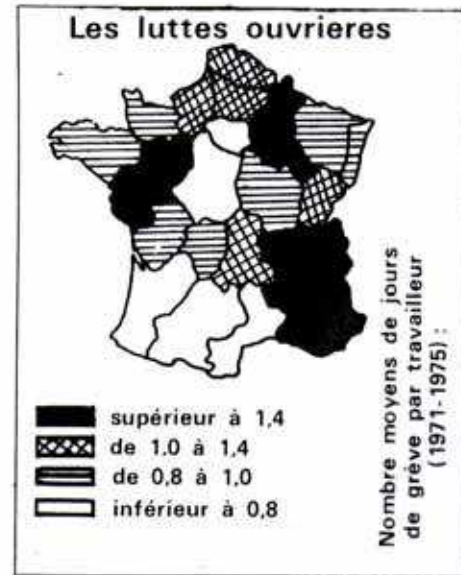 Les luttes ouvrieres
supérieur à 1,4
de 1.0 à 1,4
de 0,8 à 1,0
inférieur à 0,8
Nombre moyens de jours
de grève par travailleur
(1971-1975) :